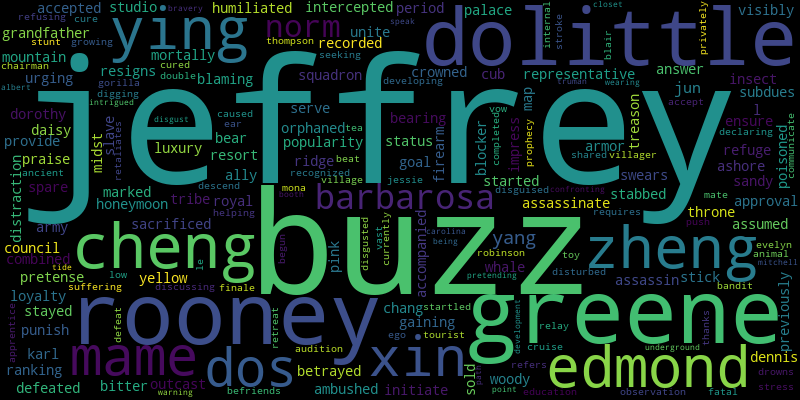 refusing
cure
accepted
studio
humiliated
intercepted
period
palace
bravery
speak
closet
internal
stroke
blair
privately
stunt
growing
ying
norm
dolittle
grandfather
thompson
recorded
unite
visibly
mountain
resigns
mortally
seeking
chairman
urging
cured
double
squadron
developing
crowned
cub
representative
answer
insect
albert
digging
gorilla
blaming
jeffrey
truman
wearing
jun
subdues
intrigued
accept
dorothy
slave
caused
serve
bearing
map
vow
completed
armor
treason
l
ensure
declaring
daisy
retaliates
disgust
ear
orphaned
tea
status
firearm
blocker
impress
prophecy
shared
villager
refuge
poisoned
communicate
provide
midst
luxury
popularity
praise
bear
ridge
beat
goal
swears
ashore
ancient
resort
recognized
jessie
started
disguised
confronting
sandy
spare
marked
ally
descend
village
stabbed
mate
approval
distraction
honeymoon
tribe
royal
mona
barbarosa
assassinate
throne
assumed
army
sacrificed
helping
booth
carolina
being
requires
push
evelyn
animal
mitchell
council
combined
cheng
buzz
pink
disgusted
vast
currently
accompanied
yang
robinson
whale
zheng
previously
tide
low
le
begun
toy
pretense
yellow
pretending
disturbed
assassin
stick
bandit
suffering
discussing
finale
loyalty
rooney
chang
startled
greene
stayed
gaining
tourist
development
relay
underground
thanks
punish
apprentice
defeat
retreat
ego
audition
cruise
karl
mame
dos
xin
refers
woody
edmond
dennis
ranking
outcast
betrayed
sold
path
drowns
defeated
bitter
warning
befriends
ambushed
initiate
point
education
observation
fatal
stress